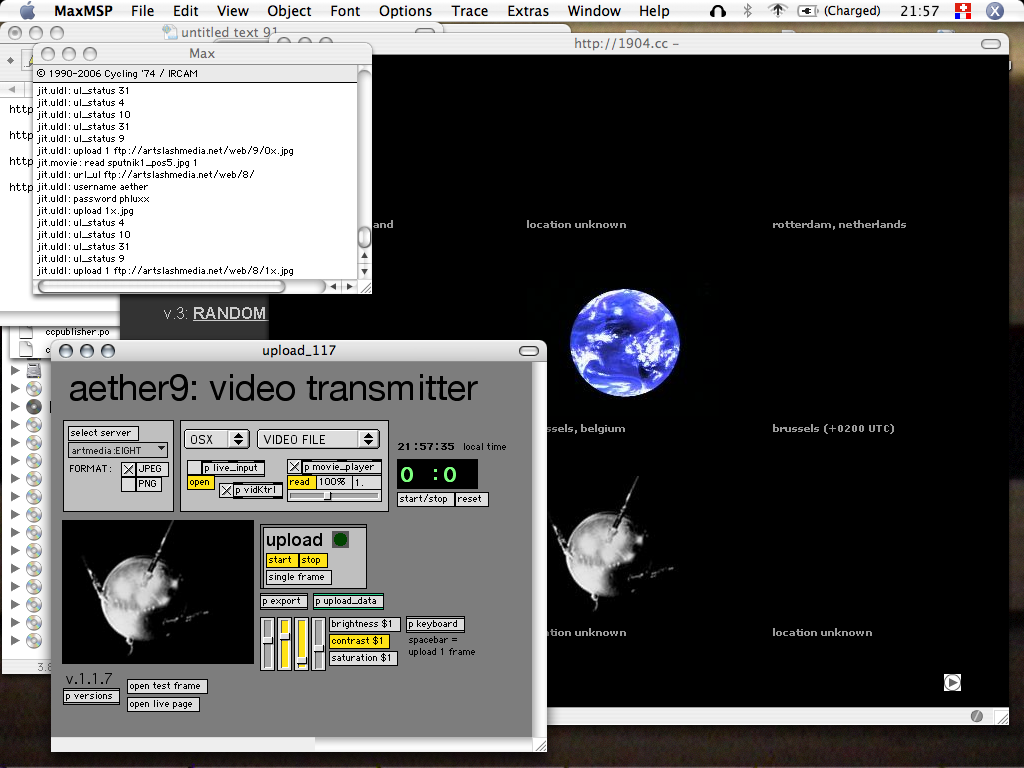 MaxMSP File Edit View Object Font Options Trace Extras Window Help (Charged) 21:57
untitled text 91
http://1904.cc –
Max
© 1990-2006 Cycling '74 / IRCAM
jit.uldl: ul_status 31
jit.uldl: ul_status 4
jit.uldl: ul_status 10
jit.uldl: ul_status 31
jit.uldl: ul_status 9
jit.uldl: upload 1 ftp://artslashmedia.net/web/9/0x.jpg
jit.movie: read sputnik1_pos5.jpg 1
jit.uldl: url_ul ftp://artslashmedia.net/web/8/
jit.uldl: username aether
jit.uldl: password phluxx
jit.uldl: upload 1x.jpg
jit.uldl: ul_status 4
jit.uldl: ul_status 10
jit.uldl: ul_status 31
jit.uldl: ul_status 9
jit.uldl: upload 1 ftp://artslashmedia.net/web/8/1x.jpg
http
http
http
http
and
location unknown
rotterdam, netherlands
v.3: RANDOM
ccpublisher.po
upload_117
aether9: video transmitter
select server
artmedia :EIGHT
FORMAT: JPEG
PNG
OSX VIDEO FILE
p live_input
open
p vidKtrl
p movie_player
read 100% 1.
21:57:35 local time
0 :0
start/stop reset
upload
start stop
single frame
p export p upload_data
brightness $1
contrast $1
saturation $1
p keyboard
spacebar =
upload 1 frame
v.1.1.7
p versions
open test frame
open live page
ssels, belgium
brussels (+0200 UTC)
tion unknown
location unknown
3.8